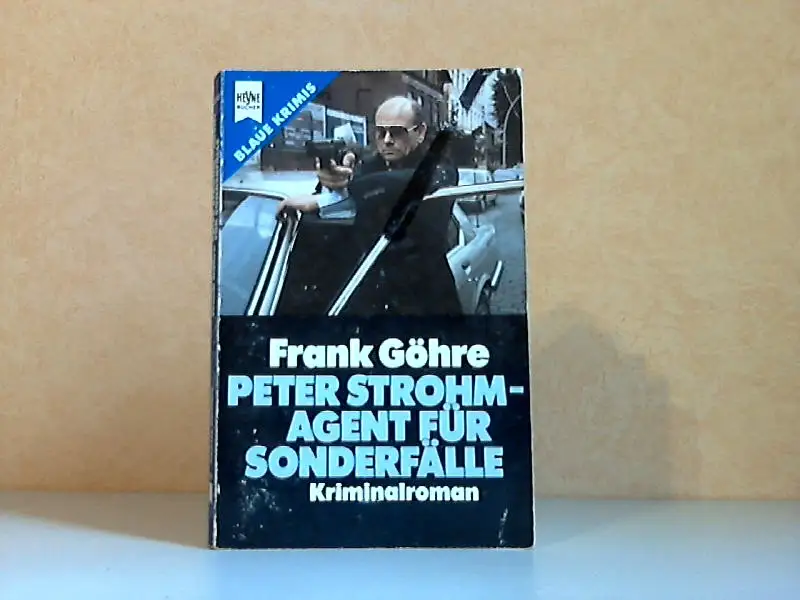 HEYNE
BÜCHER
BLAUE KRIMIS
Frank Göhre
PETER STROHM-
AGENT FÜR
SONDERFÄLLE
Kriminalroman